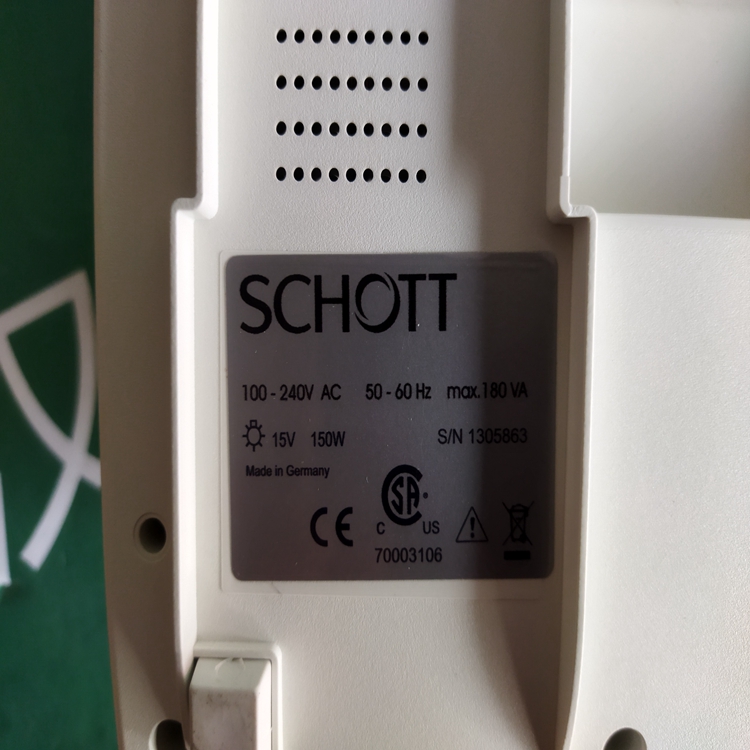 SCHOTT
100 - 240V AC 50 - 60 Hz max.180 VA
15V 150W S/N 1305863
Made in Germany
CE
CSA
C US
70003106